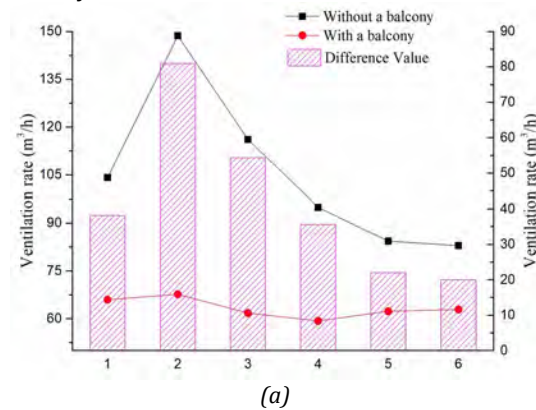 Without a balcony
With a balcony
Difference Value
Ventilation rate (m³/h)
150
135
120
105
90
75
60
90
80
70
60
50
40
30
20
10
0
Ventilation rate (m³/h)
1 2 3 4 5 6
(a)